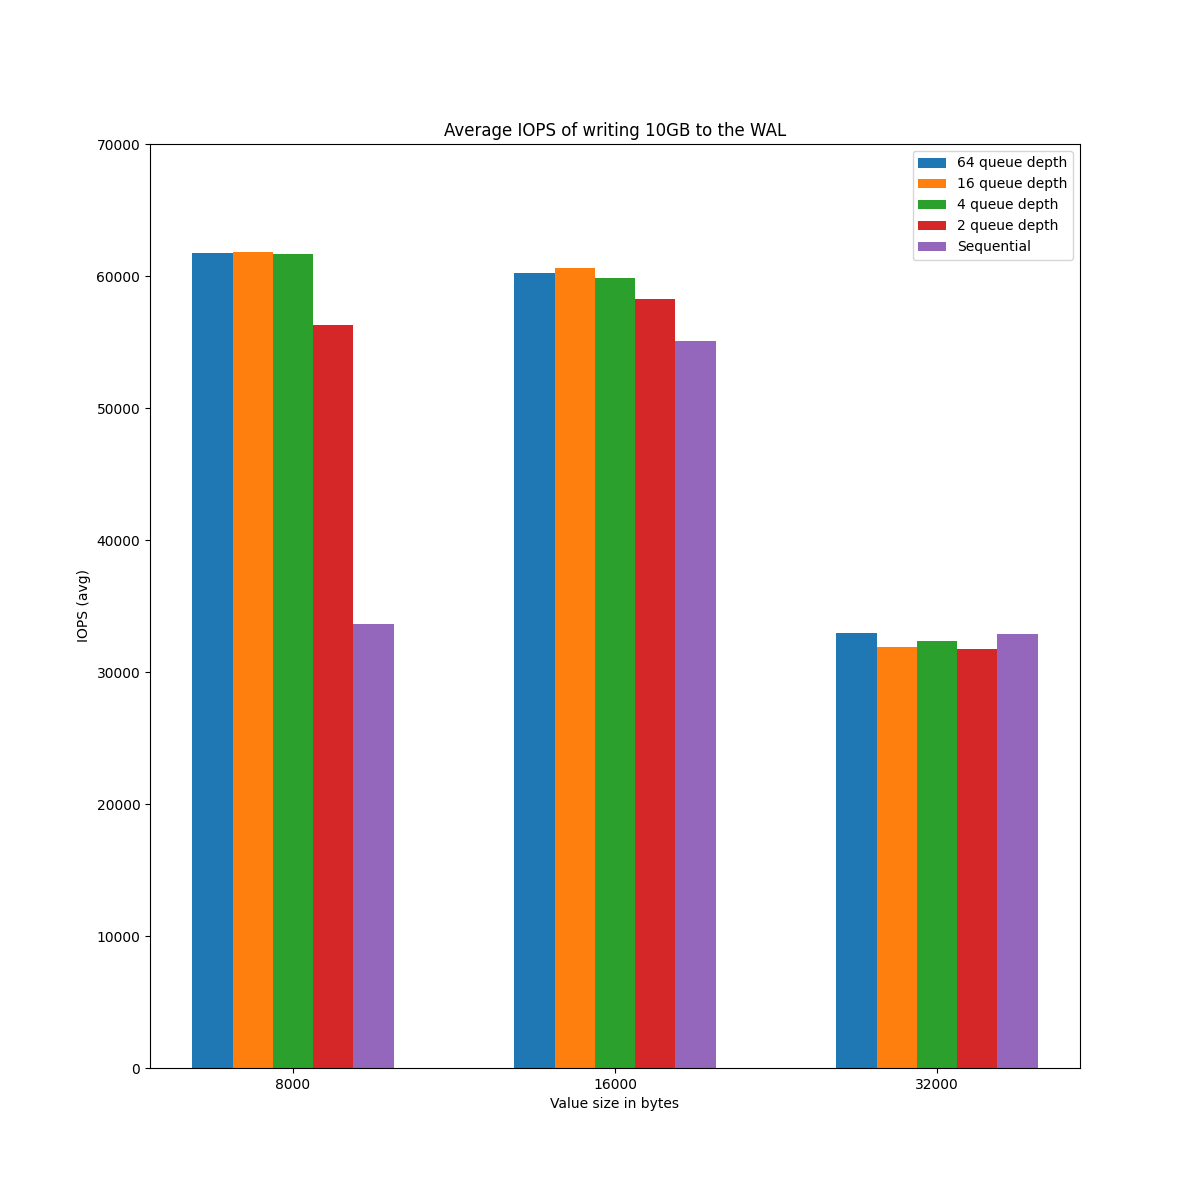 Average IOPS of writing 10GB to the WAL
70000
60000
50000
40000
30000
20000
10000
0
IOPS (avg)
64 queue depth
16 queue depth
4 queue depth
2 queue depth
Sequential
8000
16000
32000
Value size in bytes